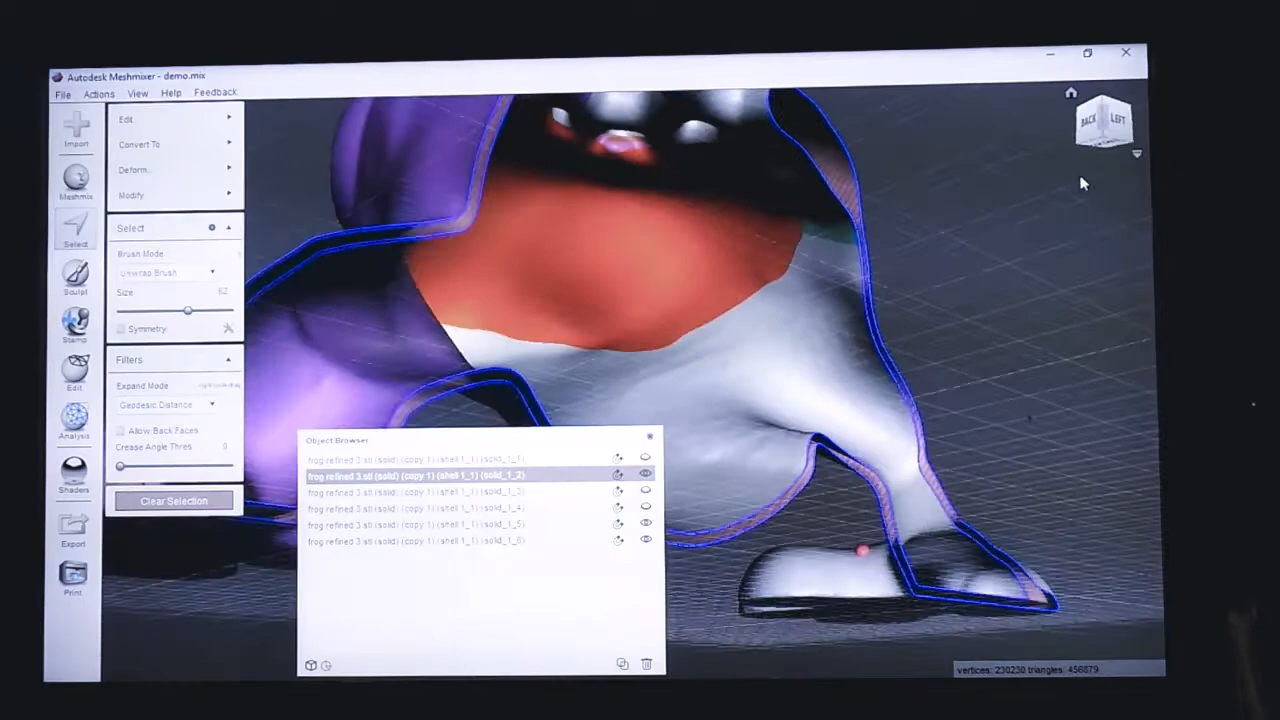 Autodesk Meshmixer - demo.mix
File Actions View Help Feedback
Import
Meshmix
Select
Sculpt
Stamp
Edit
Analysis
Shaders
Export
Print
Edit
Convert To
Deform..
Modify
Select
Brush Mode
Unwrap Brush
Size 62
Symmetry
Filters
Expand Mode
Geodesic Distance
Allow Back Faces
Crease Angle Thres 0
Clear Selection
BACK LEFT
Object Browser
frog refined 3.stl (solid) (copy 1) (shell 1_1) (solid_1_1)
frog refined 3.stl (solid) (copy 1) (shell 1_1) (solid_1_2)
frog refined 3.stl (solid) (copy 1) (shell 1_1) (solid_1_3)
frog refined 3.stl (solid) (copy 1) (shell 1_1) (solid_1_4)
frog refined 3.stl (solid) (copy 1) (shell 1_1) (solid_1_5)
frog refined 3.stl (solid) (copy 1) (shell 1_1) (solid_1_6)
vertices: 230230 triangles: 456879